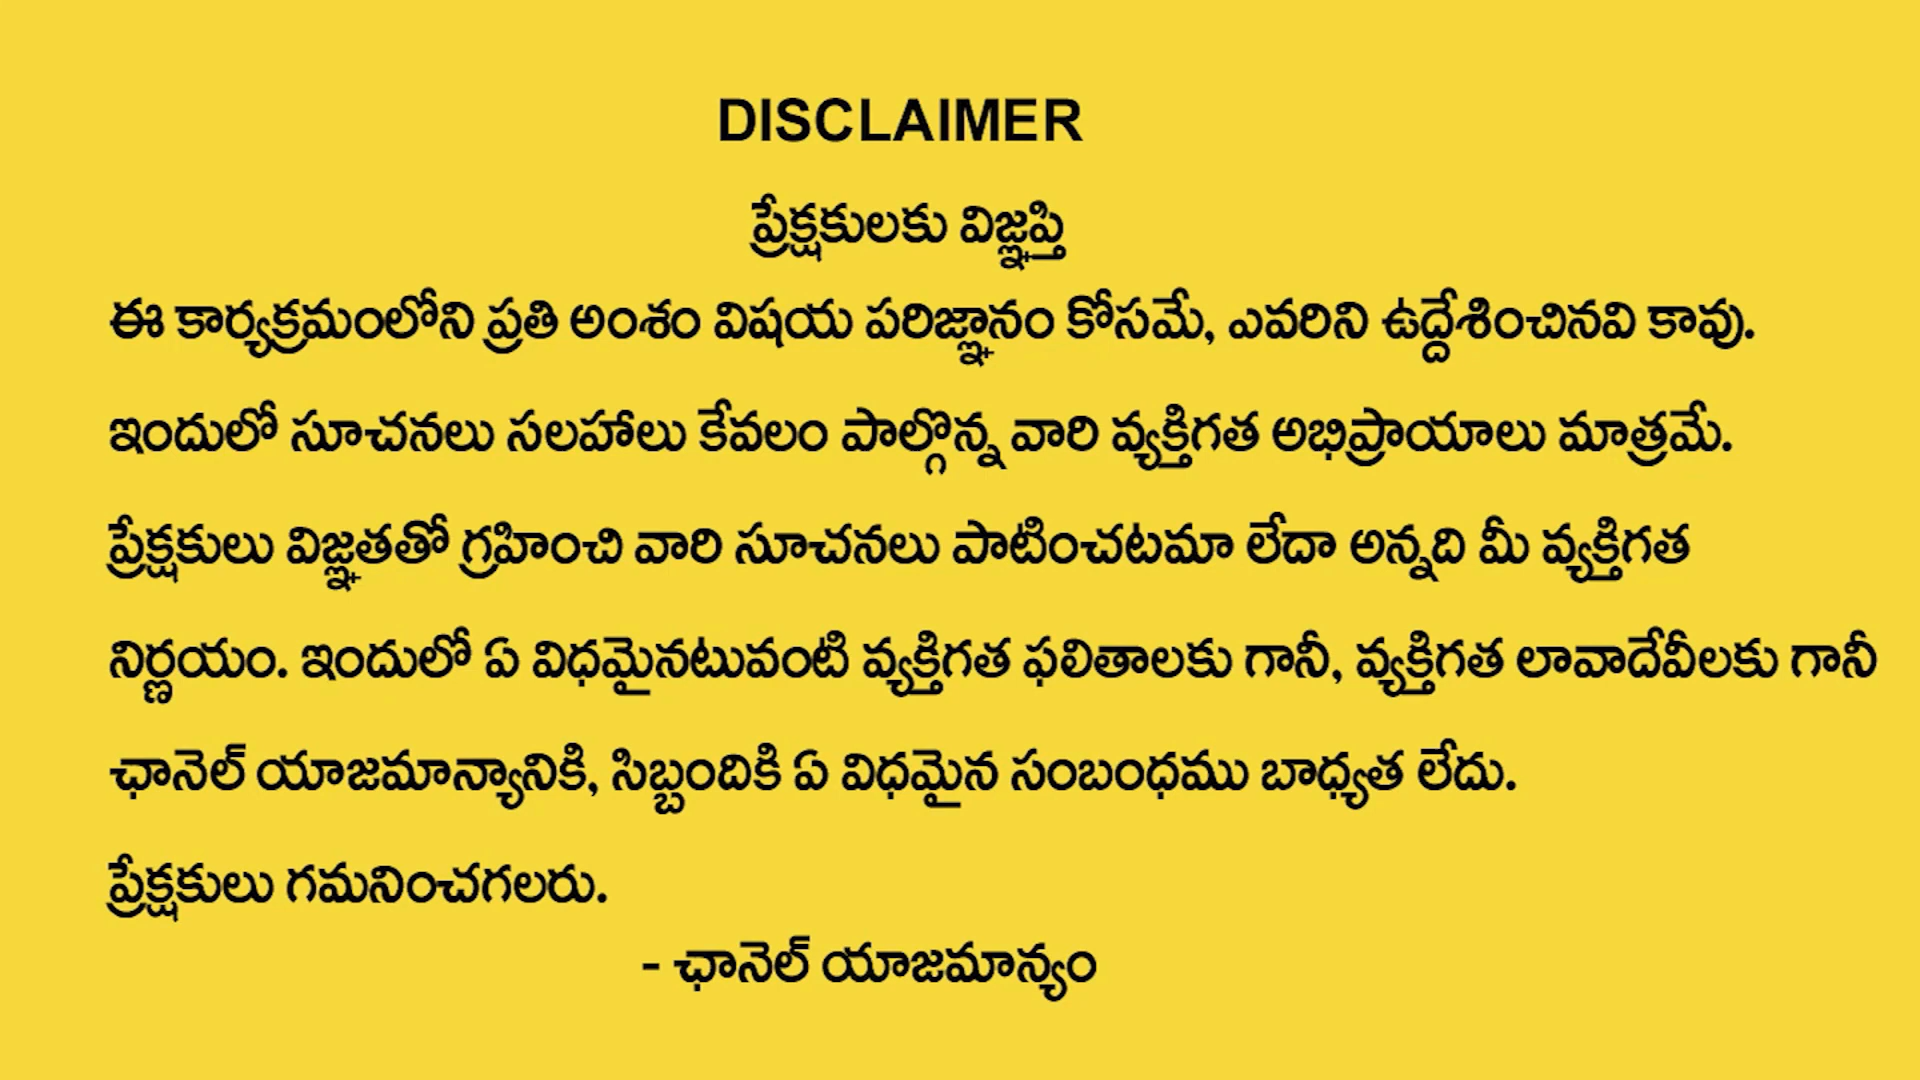 DISCLAIMER
ప్రేక్షకులకు విజ్ఞప్తి
ఈ కార్యక్రమంలోని ప్రతి అంశం విషయ పరిజ్ఞానం కోసమే, ఎవరిని ఉద్దేశించినవి కావు.
ఇందులో సూచనలు సలహాలు కేవలం పాల్గొన్న వారి వ్యక్తిగత అభిప్రాయాలు మాత్రమే.
ప్రేక్షకులు విజ్ఞతతో గ్రహించి వారి సూచనలు పాటించటమా లేదా అన్నది మీ వ్యక్తిగత
నిర్ణయం. ఇందులో ఏ విధమైనటువంటి వ్యక్తిగత ఫలితాలకు గానీ, వ్యక్తిగత లావాదేవీలకు గానీ
ఛానెల్ యాజమాన్యానికి, సిబ్బందికి ఏ విధమైన సంబంధము బాధ్యత లేదు.
ప్రేక్షకులు గమనించగలరు.
- ఛానెల్ యాజమాన్యం